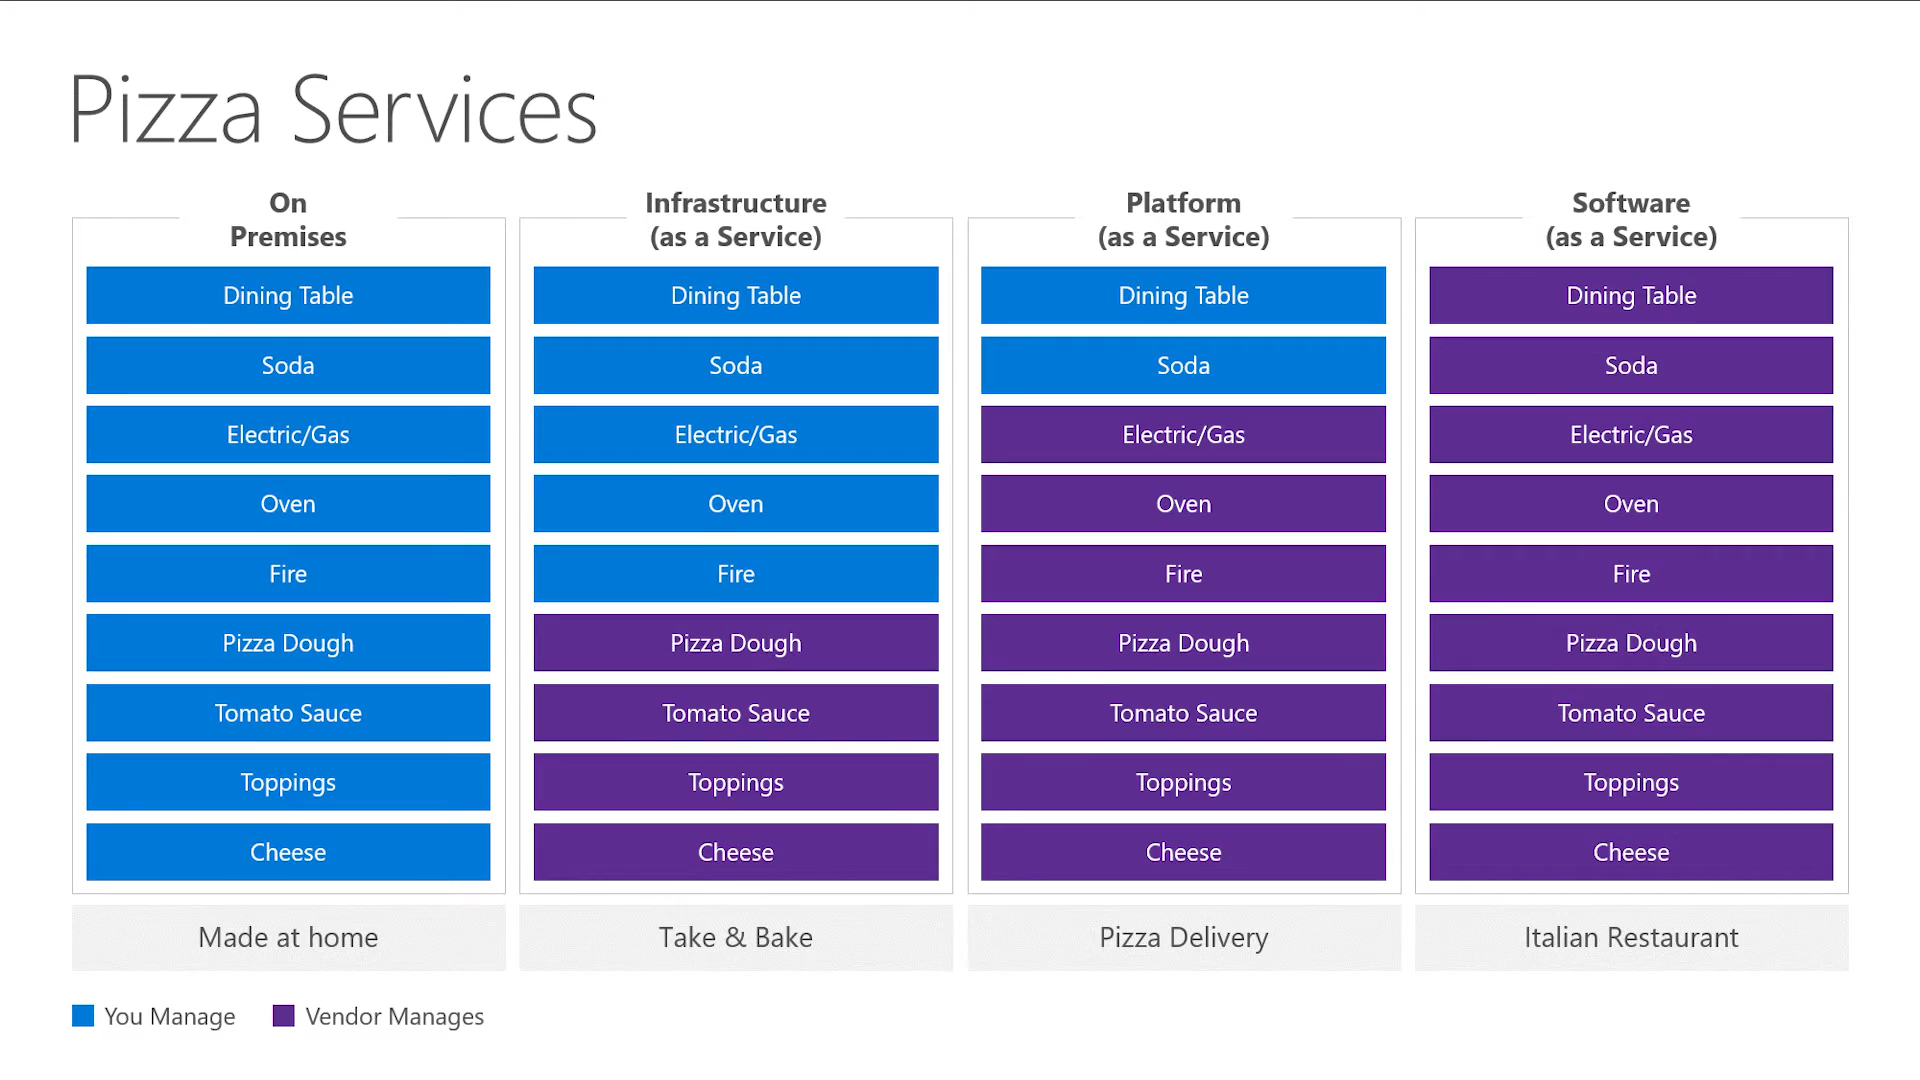 Pizza Services
On
Premises
Dining Table
Soda
Electric/Gas
Oven
Fire
Pizza Dough
Tomato Sauce
Toppings
Cheese
Made at home
Infrastructure
(as a Service)
Dining Table
Soda
Electric/Gas
Oven
Fire
Pizza Dough
Tomato Sauce
Toppings
Cheese
Take & Bake
Platform
(as a Service)
Dining Table
Soda
Electric/Gas
Oven
Fire
Pizza Dough
Tomato Sauce
Toppings
Cheese
Pizza Delivery
Software
(as a Service)
Dining Table
Soda
Electric/Gas
Oven
Fire
Pizza Dough
Tomato Sauce
Toppings
Cheese
Italian Restaurant
You Manage
Vendor Manages